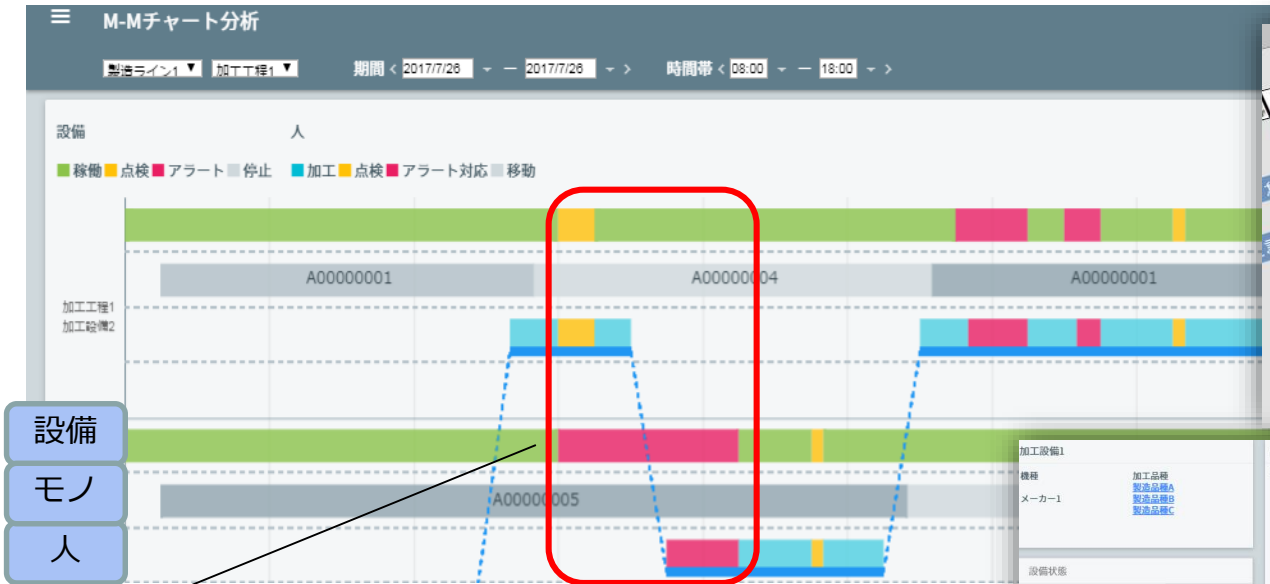 M-Mチャート分析
製造ライン1 加工工程1 期間 < 2017/7/26 - 2017/7/26 > 時間帯 < 08:00 - 18:00 >
設備 人
稼働 点検 アラート 停止 加工 点検 アラート対応 移動
A00000001 A00000004 A00000001
加工工程1
加工設備2
設備
モノ
人
A00000005
加工設備1
機種 加工品種
メーカー1 製造品種A
製造品種B
製造品種C
設備状態